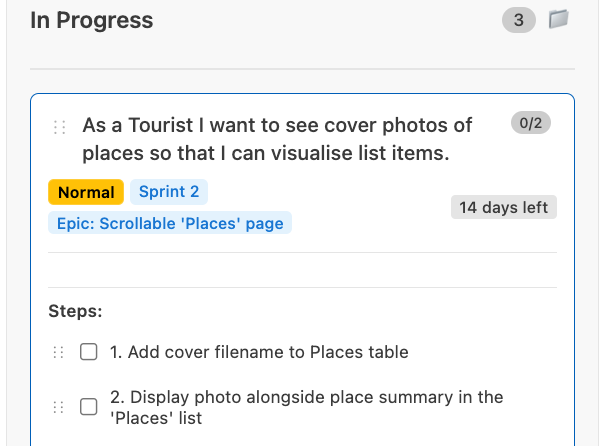 In Progress
3
As a Tourist I want to see cover photos of
0/2
places so that I can visualise list items.
Normal
Sprint 2
14 days left
Epic: Scrollable 'Places' page
Steps:
1. Add cover filename to Places table
2. Display photo alongside place summary in the
'Places' list